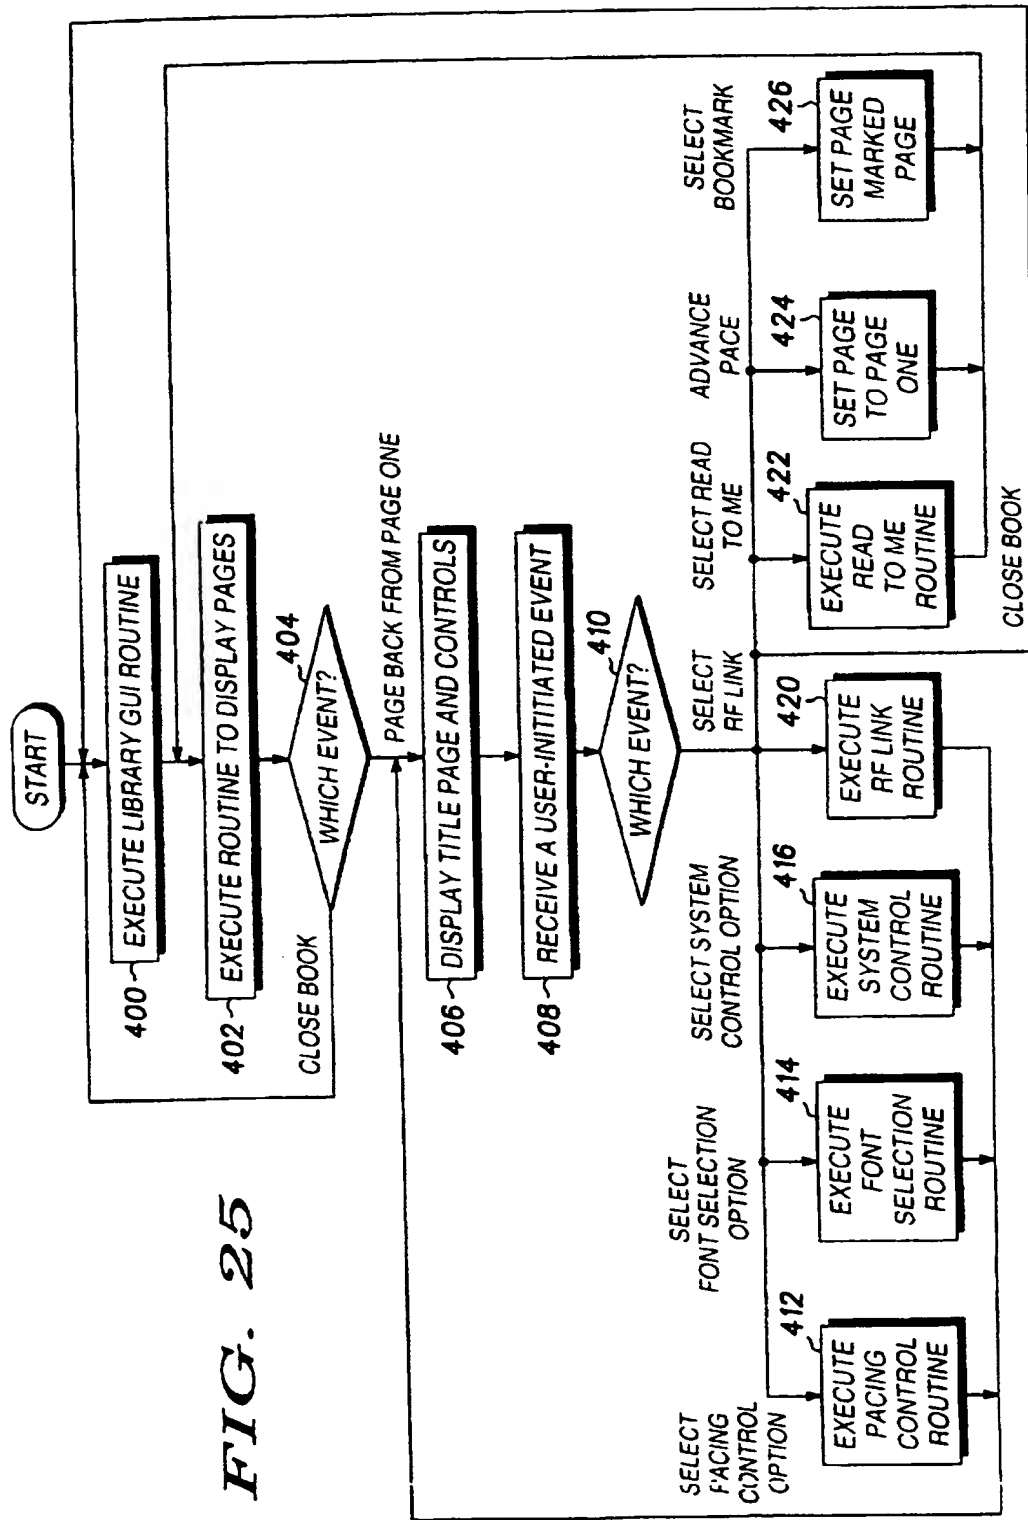 FIG. 25
START
400
EXECUTE LIBRARY GUI ROUTINE
402
EXECUTE ROUTINE TO DISPLAY PAGES
404
WHICH EVENT?
CLOSE BOOK
PAGE BACK FROM PAGE ONE
406
DISPLAY TITLE PAGE AND CONTROLS
408
RECEIVE A USER-INITITIATED EVENT
410
WHICH EVENT?
SELECT
PACING
CONTROL
OPTION
412
EXECUTE
PACING
CONTROL
ROUTINE
SELECT
FONT SELECTION
OPTION
414
EXECUTE
FONT
SELECTION
ROUTINE
SELECT SYSTEM
CONTROL OPTION
416
EXECUTE
SYSTEM
CONTROL
ROUTINE
SELECT
RF LINK
420
EXECUTE
RF LINK
ROUTINE
SELECT READ
TO ME
422
EXECUTE
READ
TO ME
ROUTINE
ADVANCE
PACE
424
SET PAGE
TO PAGE
ONE
SELECT
BOOKMARK
426
SET PAGE
MARKED
PAGE
CLOSE BOOK